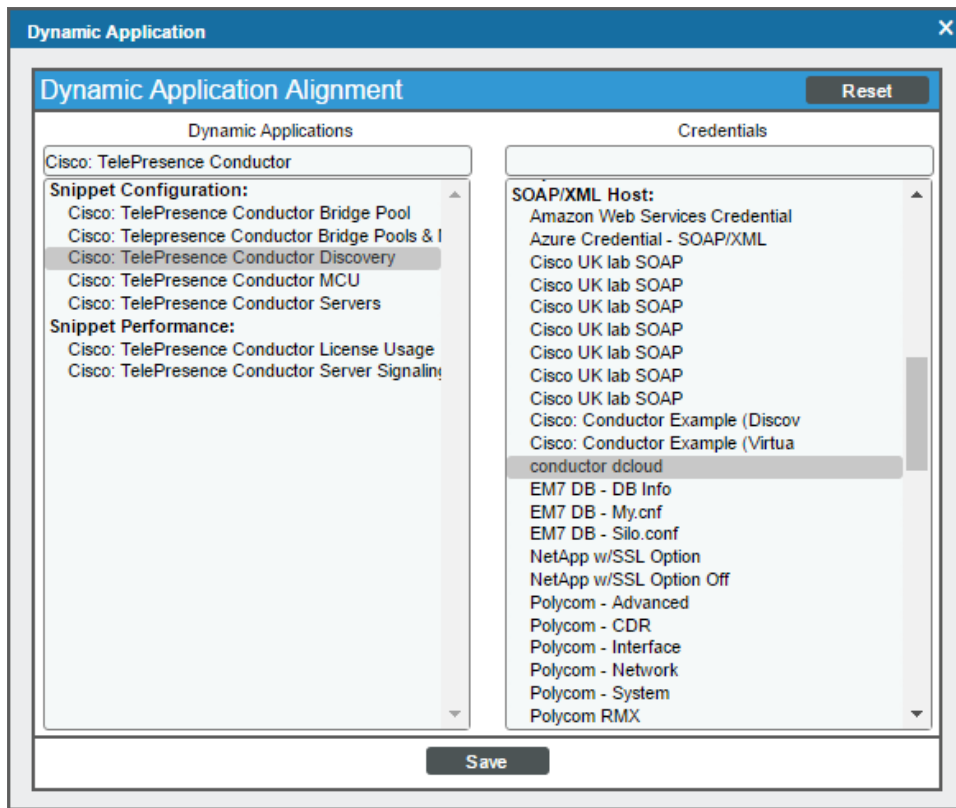 Dynamic Application
Dynamic Application Alignment
Reset
Dynamic Applications
Cisco: TelePresence Conductor
Snippet Configuration:
Cisco: TelePresence Conductor Bridge Pool
Cisco: Telepresence Conductor Bridge Pools &
Cisco: TelePresence Conductor Discovery
Cisco: TelePresence Conductor MCU
Cisco: TelePresence Conductor Servers
Snippet Performance:
Cisco: TelePresence Conductor License Usage
Cisco: TelePresence Conductor Server Signaling
Credentials
SOAP/XML Host:
Amazon Web Services Credential
Azure Credential - SOAP/XML
Cisco UK lab SOAP
Cisco UK lab SOAP
Cisco UK lab SOAP
Cisco UK lab SOAP
Cisco UK lab SOAP
Cisco UK lab SOAP
Cisco UK lab SOAP
Cisco: Conductor Example (Discov
Cisco: Conductor Example (Virtua
conductor dcloud
EM7 DB - DB Info
EM7 DB - My.cnf
EM7 DB - Silo.conf
NetApp w/SSL Option
NetApp w/SSL Option Off
Polycom - Advanced
Polycom - CDR
Polycom - Interface
Polycom - Network
Polycom - System
Polycom RMX
Save